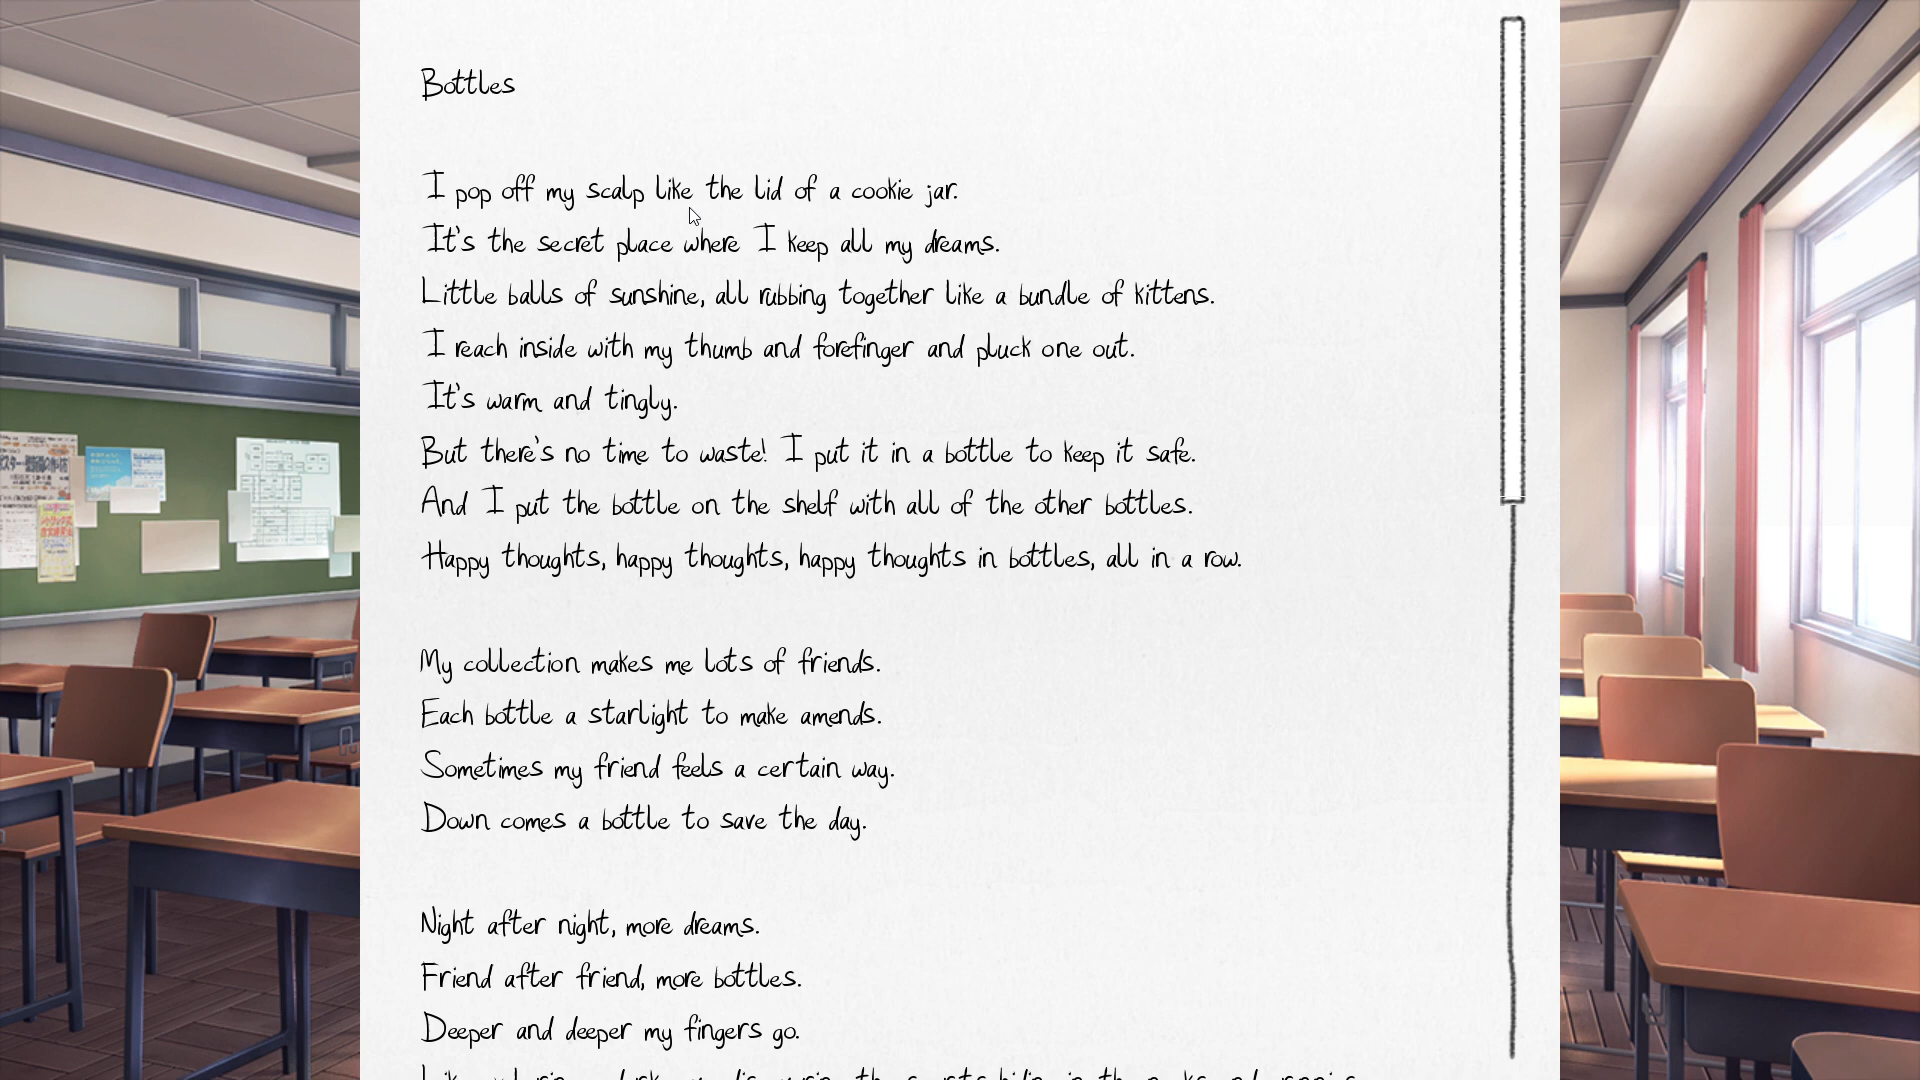 Bottles
I pop off my scalp like the lid of a cookie jar.
It's the secret place where I keep all my dreams.
Little balls of sunshine, all rubbing together like a bundle of kittens.
I reach inside with my thumb and forefinger and pluck one out.
It's warm and tingly.
But there's no time to waste! I put it in a bottle to keep it safe.
And I put the bottle on the shelf with all of the other bottles.
Happy thoughts, happy thoughts, happy thoughts in bottles, all in a row.
My collection makes me lots of friends.
Each bottle a starlight to make amends.
Sometimes my friend feels a certain way.
Down comes a bottle to save the day.
Night after night, more dreams.
Friend after friend, more bottles.
Deeper and deeper my fingers go.